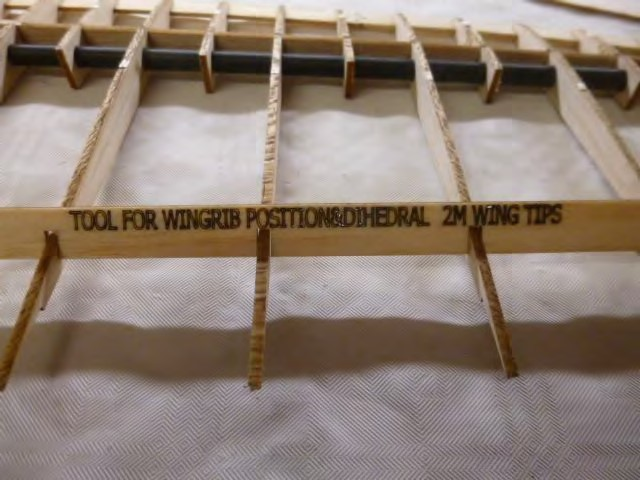 TOOL FOR WINGRIB POSITION&DIHEDRAL 2M WING TIPS